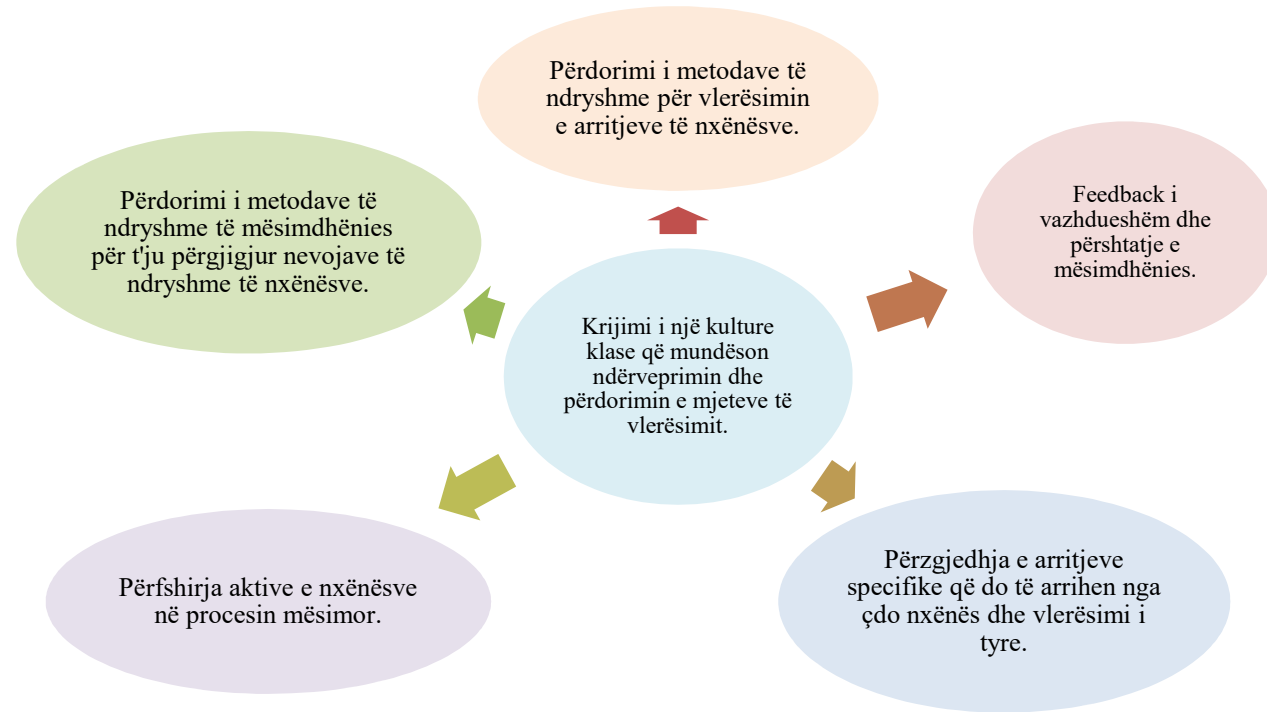 Përdorimi i metodave të
ndryshme për vlerësimin
e arritjeve të nxënësve.
Përdorimi i metodave të
ndryshme të mësimdhënies
për t'ju përgjigjur nevojave të
ndryshme të nxënësve.
Feedback i
vazhdueshëm dhe
përshtatje e
mësimdhënies.
Krijimi i një kulture
klase që mundëson
ndërveprimin dhe
përdorimin e mjeteve të
vlerësimit.
Përfshirja aktive e nxënësve
në procesin mësimor.
Përzgjedhja e arritjeve
specifike që do të arrihen nga
çdo nxënës dhe vlerësimi i
tyre.